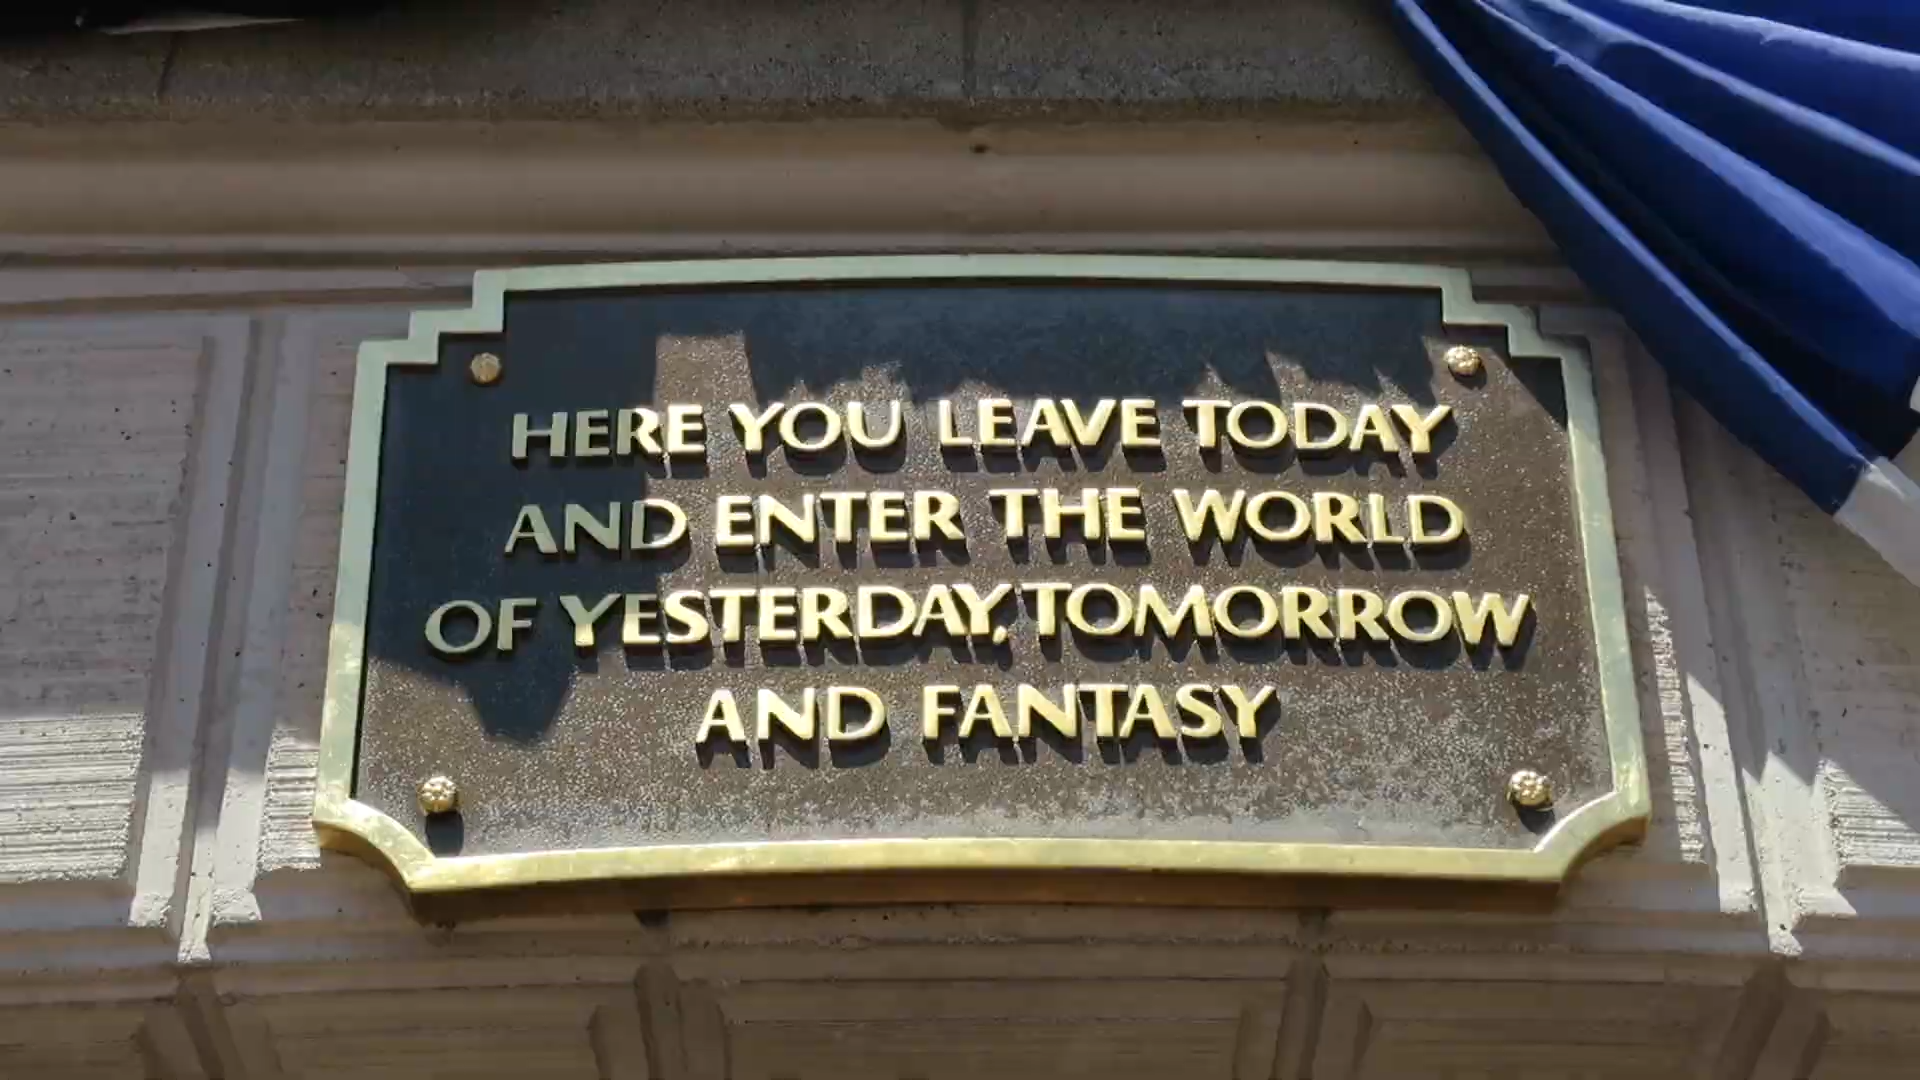 HERE YOU LEAVE TODAY
AND ENTER THE WORLD
OF YESTERDAY, TOMORROW
AND FANTASY